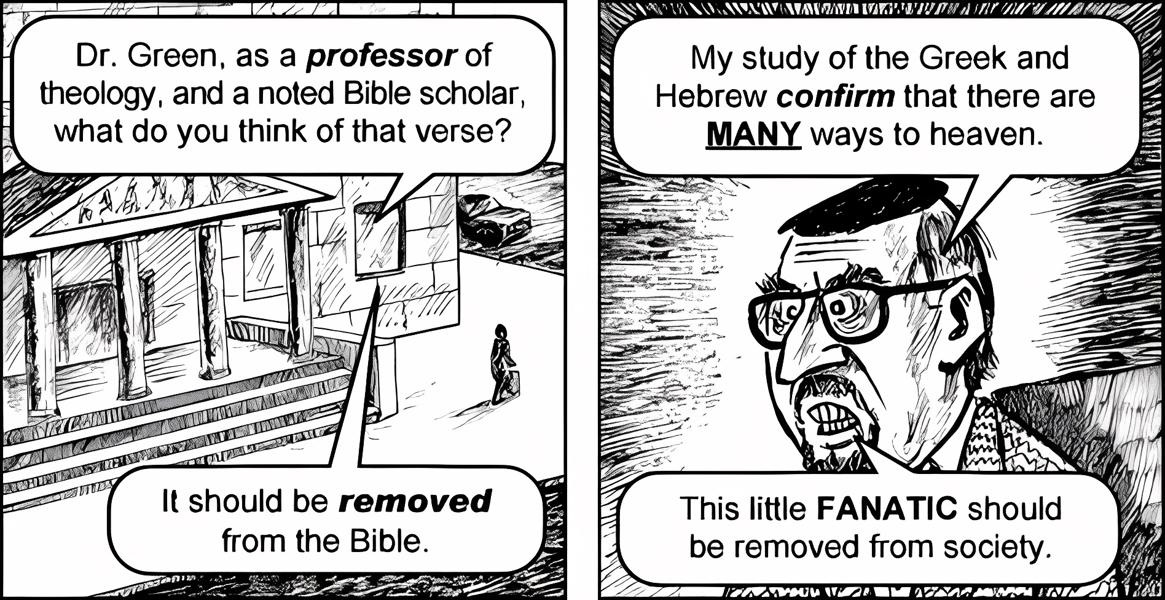 Dr. Green, as a professor of
theology, and a noted Bible scholar,
what do you think of that verse?
It should be removed
from the Bible.
My study of the Greek and
Hebrew confirm that there are
MANY ways to heaven.
This little FANATIC should
be removed from society.